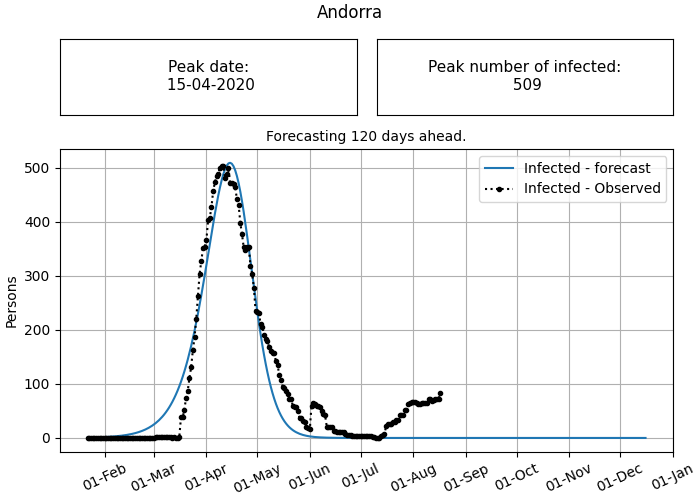 Andorra
Peak date:
15-04-2020
Peak number of infected:
509
Forecasting 120 days ahead.
Infected - forecast
Infected - Observed
Persons
500
400
300
200
100
0
01-Feb
01-Mar
01-Apr
01-May
01-Jun
01-Jul
01-Aug
01-Sep
01-Oct
01-Nov
01-Dec
01-Jan